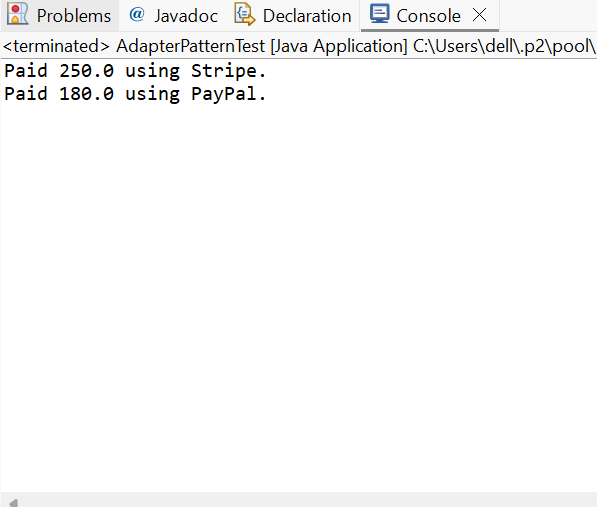 Problems @ Javadoc Declaration Console
<terminated> AdapterPatternTest [Java Application] C:\Users\dell\.p2\pool\
Paid 250.0 using Stripe.
Paid 180.0 using PayPal.